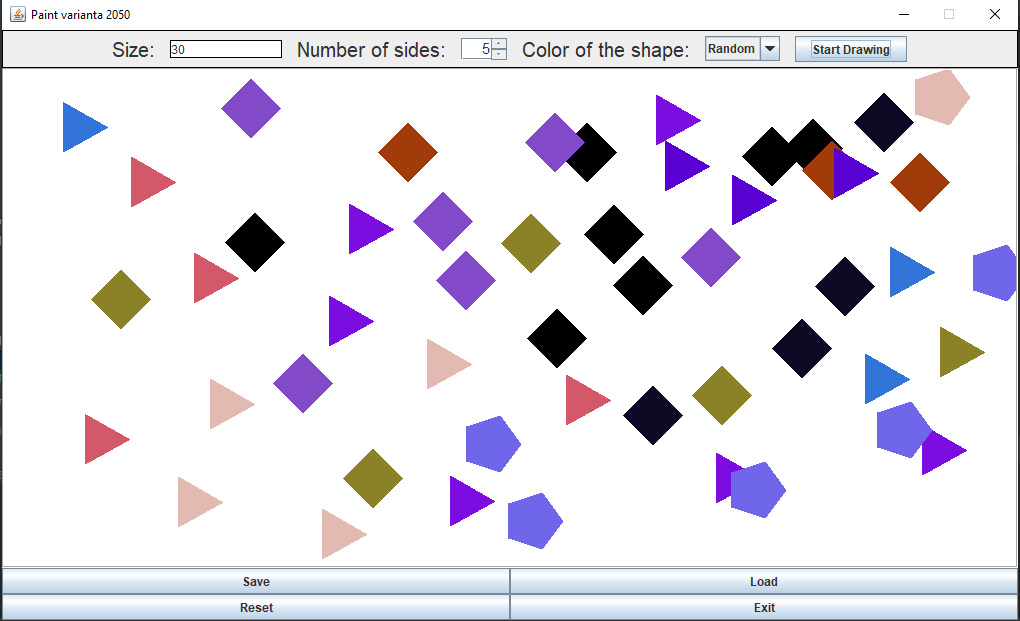 Paint varianta 2050
Size: 30 Number of sides: 5 Color of the shape: Random Start Drawing
Save Load
Reset Exit